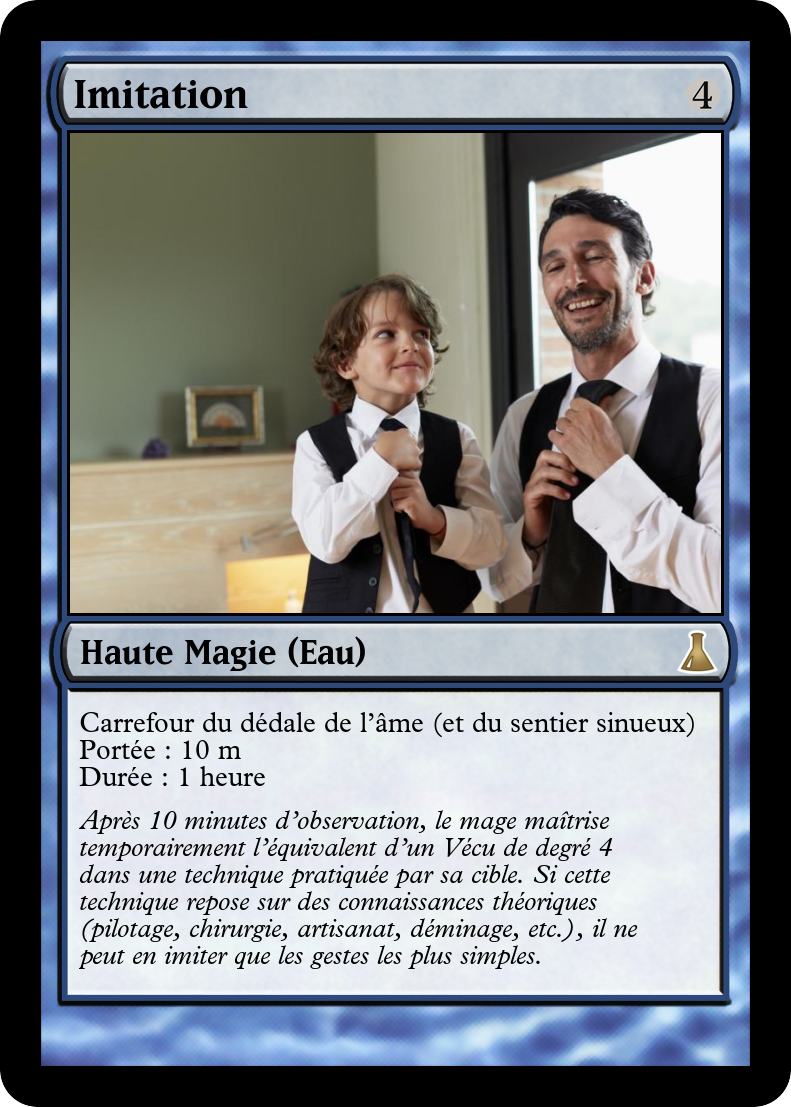 Imitation 4
Haute Magie (Eau)
Carrefour du dédale de l'âme (et du sentier sinueux)
Portée : 10 m
Durée : 1 heure
Après 10 minutes d'observation, le mage maîtrise
temporairement l'équivalent d'un Vécu de degré 4
dans une technique pratiquée par sa cible. Si cette
technique repose sur des connaissances théoriques
(pilotage, chirurgie, artisanat, déminage, etc.), il ne
peut en imiter que les gestes les plus simples.